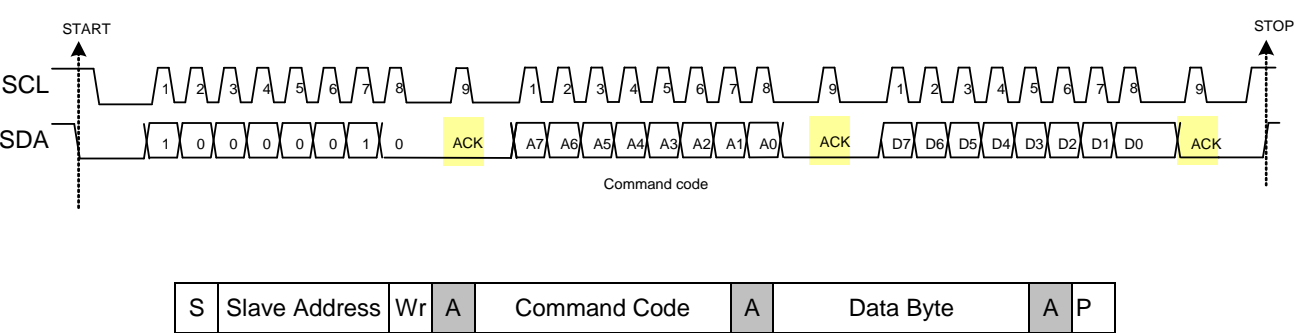 START STOP
SCL 1 2 3 4 5 6 7 8 9 1 2 3 4 5 6 7 8 9 1 2 3 4 5 6 7 8 9
SDA 1 0 0 0 0 0 1 0 ACK A7 A6 A5 A4 A3 A2 A1 A0 ACK D7 D6 D5 D4 D3 D2 D1 D0 ACK
Command code
S Slave Address Wr A Command Code A Data Byte A P